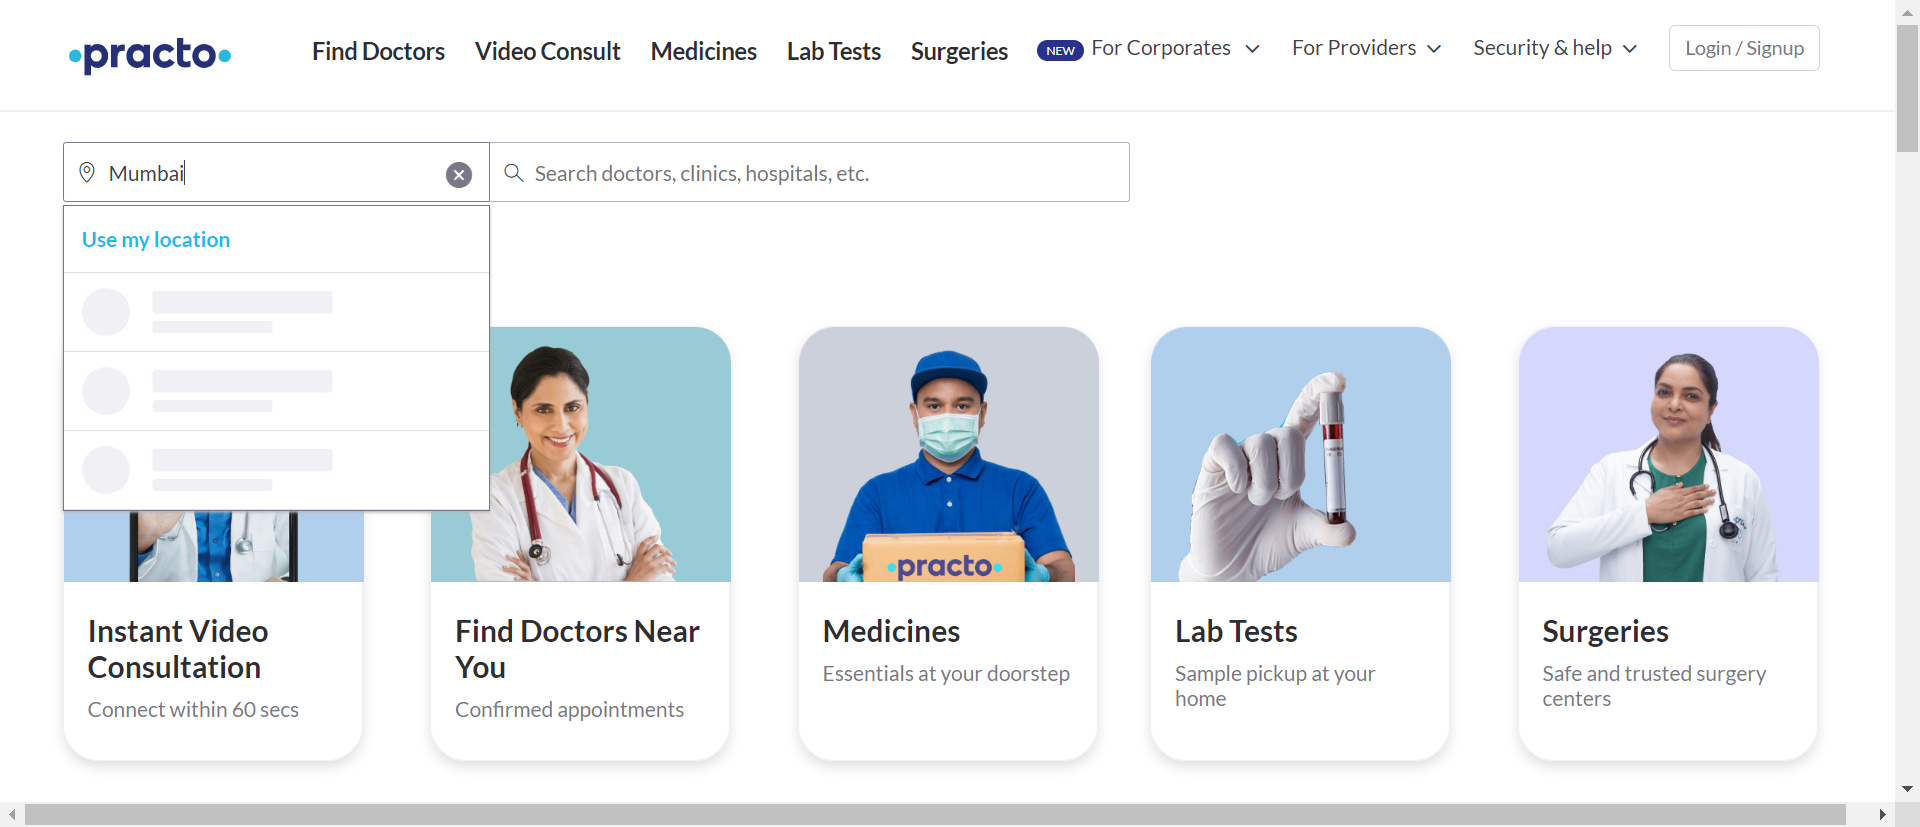 practo
Find Doctors
Video Consult
Medicines
Lab Tests
Surgeries
NEW
For Corporates
For Providers
Security & help
Login / Signup
Mumbai
Search doctors, clinics, hospitals, etc.
Use my location
practo
Instant Video
Consultation
Connect within 60 secs
Find Doctors Near
You
Confirmed appointments
Medicines
Essentials at your doorstep
Lab Tests
Sample pickup at your
home
Surgeries
Safe and trusted surgery
centers